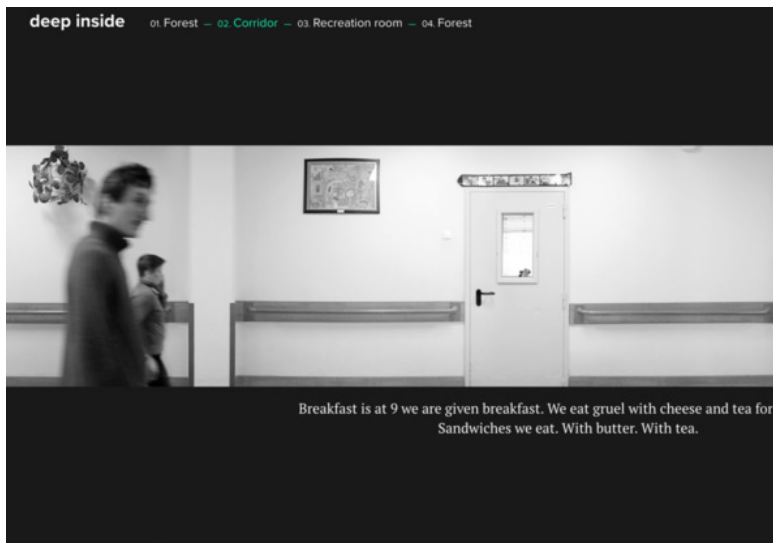 deep inside 01. Forest — 02. Corridor — 03. Recreation room — 04. Forest
Breakfast is at 9 we are given breakfast. We eat gruel with cheese and tea for
Sandwiches we eat. With butter. With tea.